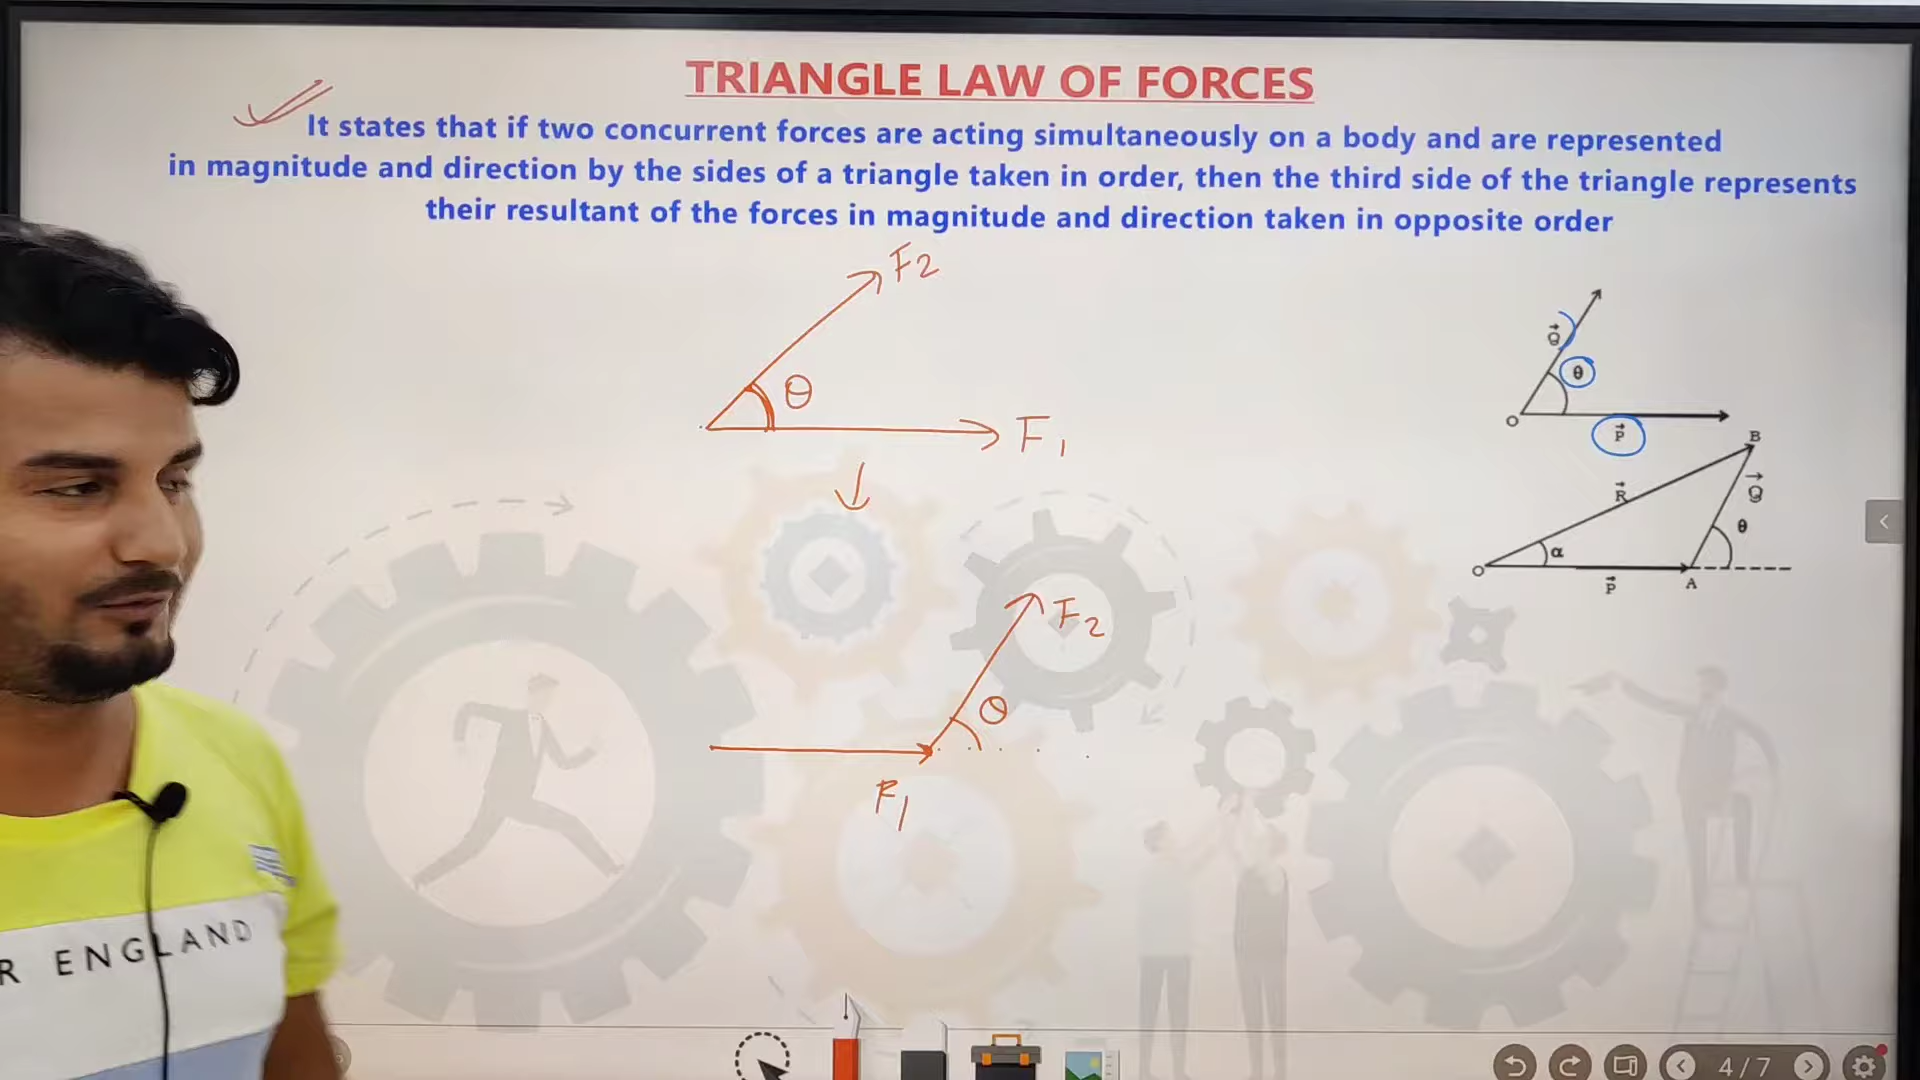 TRIANGLE LAW OF FORCES
It states that if two concurrent forces are acting simultaneously on a body and are represented
in magnitude and direction by the sides of a triangle taken in order, then the third side of the triangle represents
their resultant of the forces in magnitude and direction taken in opposite order
F2
θ
F1
Q
θ
O
P
B
R
Q
θ
α
O
P
A
F2
θ
F1
R ENGLAND
4/7